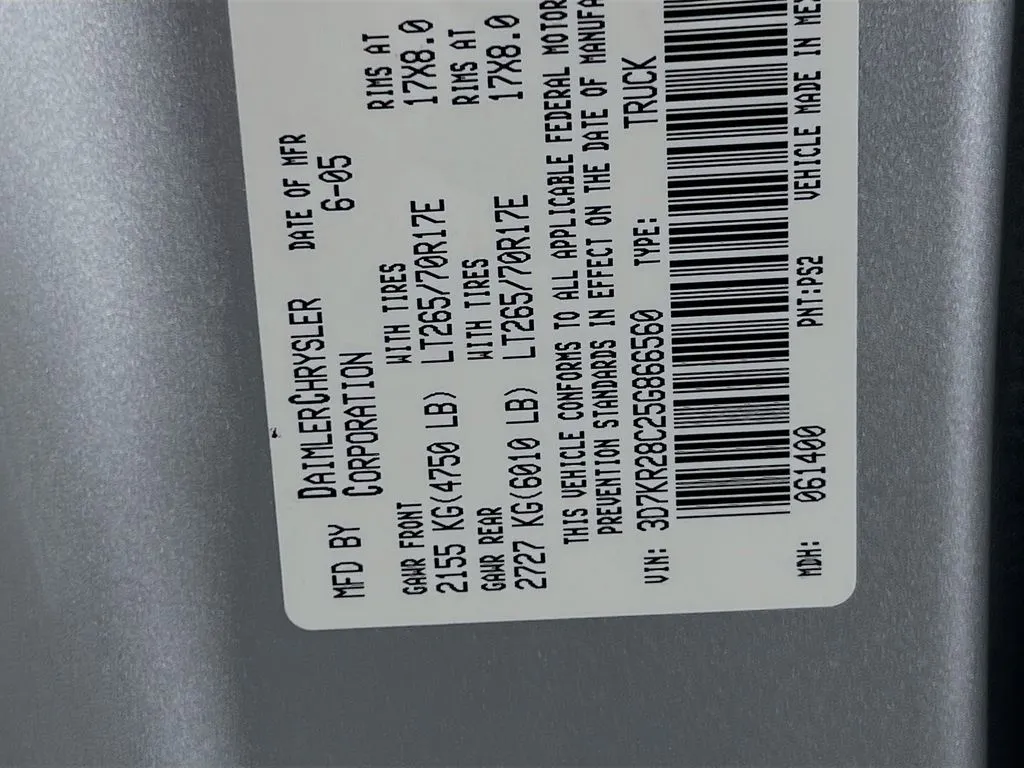 MFD BY DAIMLERCHRYSLER DATE OF MFR
CORPORATION 6-05
GAWR FRONT WITH TIRES RIMS AT
2155 KG(4750 LB) LT265/70R17E 17X8.0
GAWR REAR WITH TIRES RIMS AT
2727 KG(6010 LB) LT265/70R17E 17X8.0
THIS VEHICLE CONFORMS TO ALL APPLICABLE FEDERAL MOTOR
PREVENTION STANDARDS IN EFFECT ON THE DATE OF
VIN: 3D7KR28C25G866560 TYPE: TRUCK
MDH: 061400 PNT:PS2 VEHICLE MADE IN